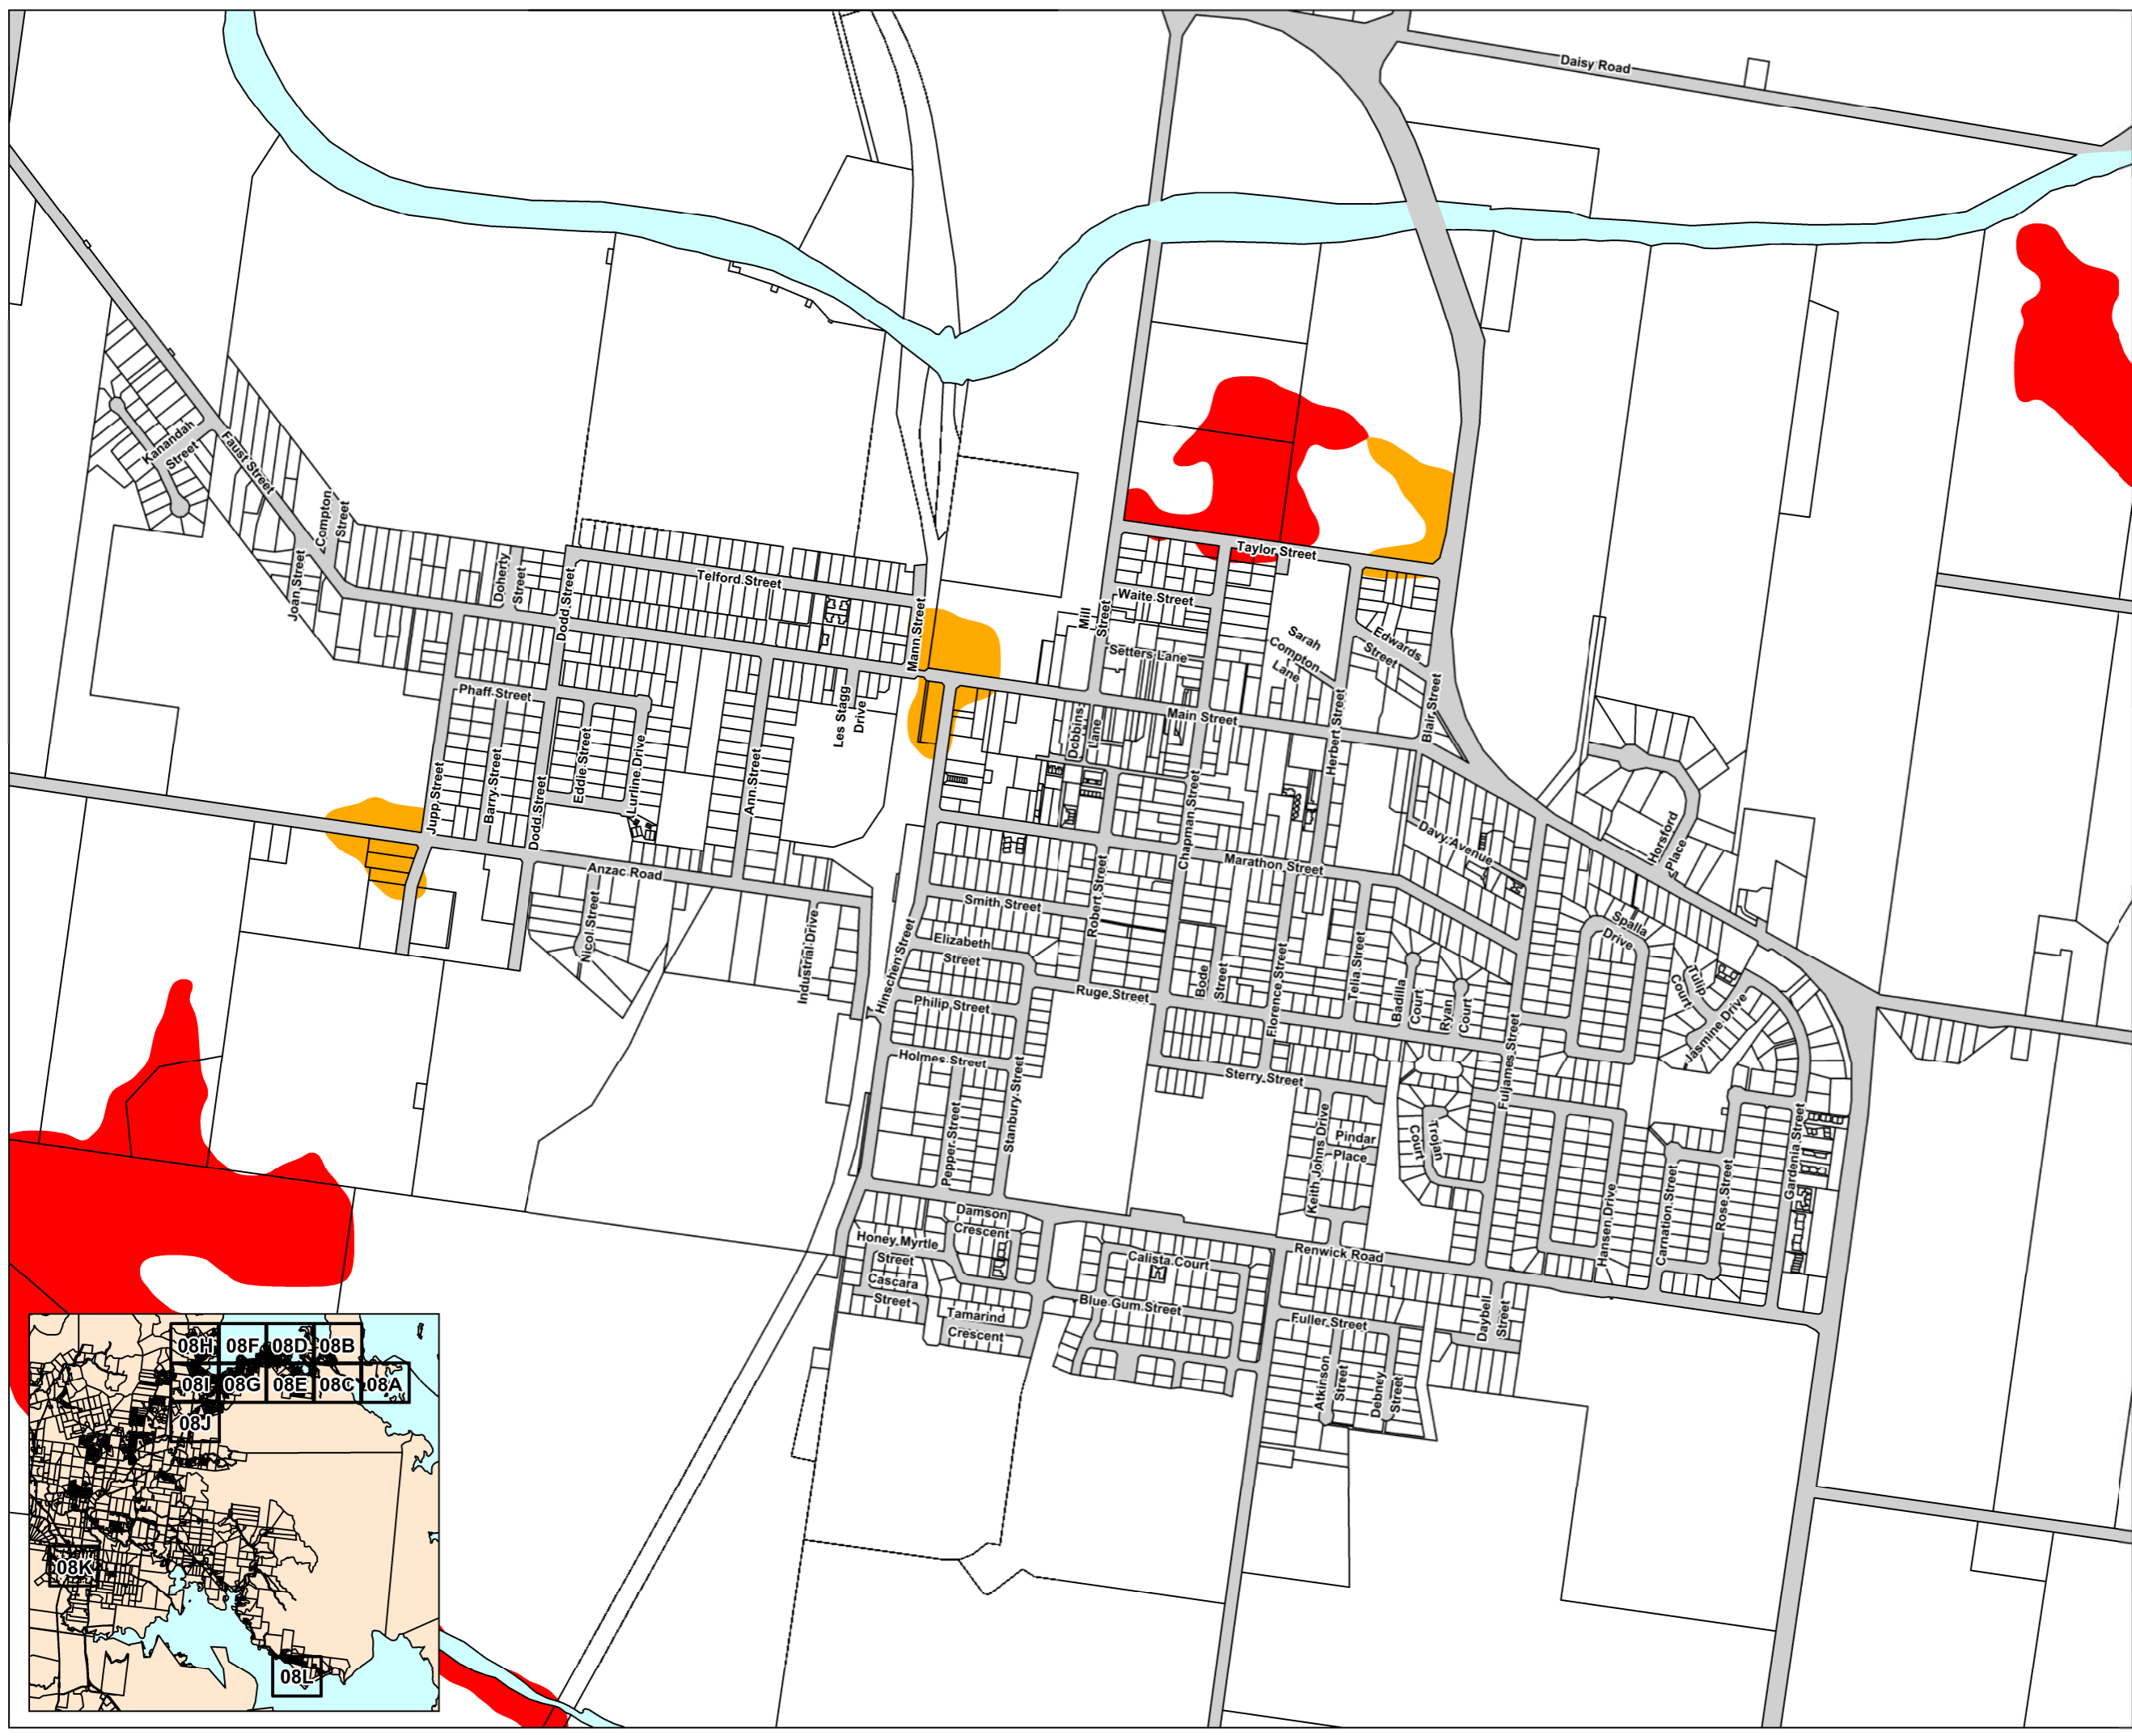 Daisy Road
Kanandah
Street
Faust Street
Compton
Street
Joan Street
Doherty
Street
Dodd Street
Telford Street
Mann Street
Taylor Street
Waite Street
Mill
Street
Setters Lane
Sarah
Compton
Lane
Edwards
Street
Phaff Street
Les Stagg
Drive
Dobbins
Lane
Main Street
Herbert Street
Blair Street
Jupp Street
Barry Street
Dodd Street
Eddie Street
Lurline Drive
Ann Street
Chapman Street
Davy Avenue
Horsford
Place
Anzac Road
Marathon Street
Nicol Street
Industrial Drive
Hinschen Street
Smith Street
Robert Street
Elizabeth
Street
Spalla
Drive
Philip Street
Ruge Street
Bode
Street
Florence Street
Telia Street
Badilla
Court
Ryan
Court
Tulip
Court
Jasmine Drive
Holmes Street
Sterry Street
Fuljames Street
Pepper Street
Stanbury Street
Keith Johns Drive
Pindar
Place
Trojan
Court
Hansen Drive
Carnation Street
Rose Street
Gardenia Street
Damson
Crescent
Honey Myrtle
Street
Calista Court
Renwick Road
Cascara
Street
Tamarind
Crescent
Blue Gum Street
Fuller Street
Daybell
Street
Atkinson
Street
Debney
Street
08H
08F
08D
08B
08I
08G
08E
08C
08A
08J
08K
08L